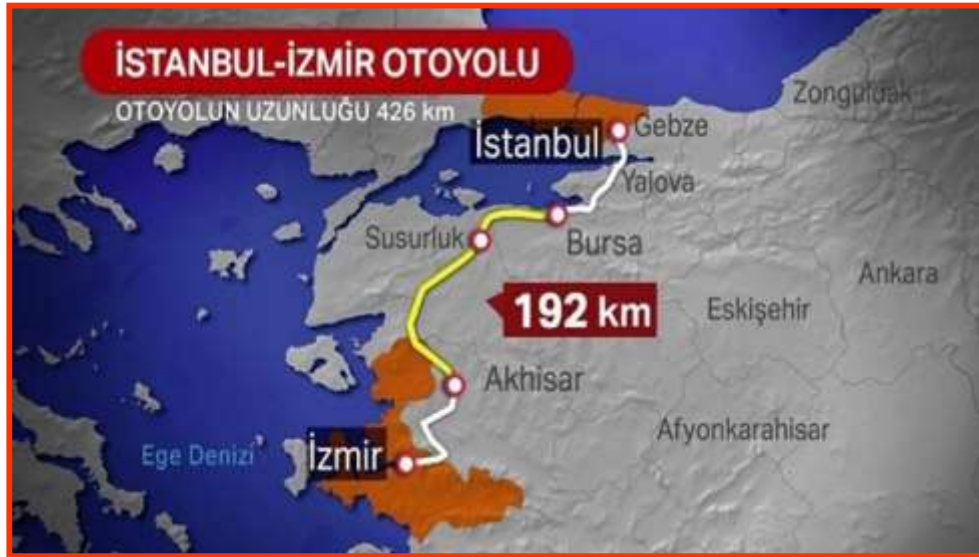 İSTANBUL-İZMİR OTOYOLU
OTOYOLUN UZUNLUĞU 426 km
Zonguldak
Gebze
İstanbul
Yalova
Susurluk
Bursa
Ankara
192 km
Eskişehir
Akhisar
Afyonkarahisar
Ege Denizi
İzmir